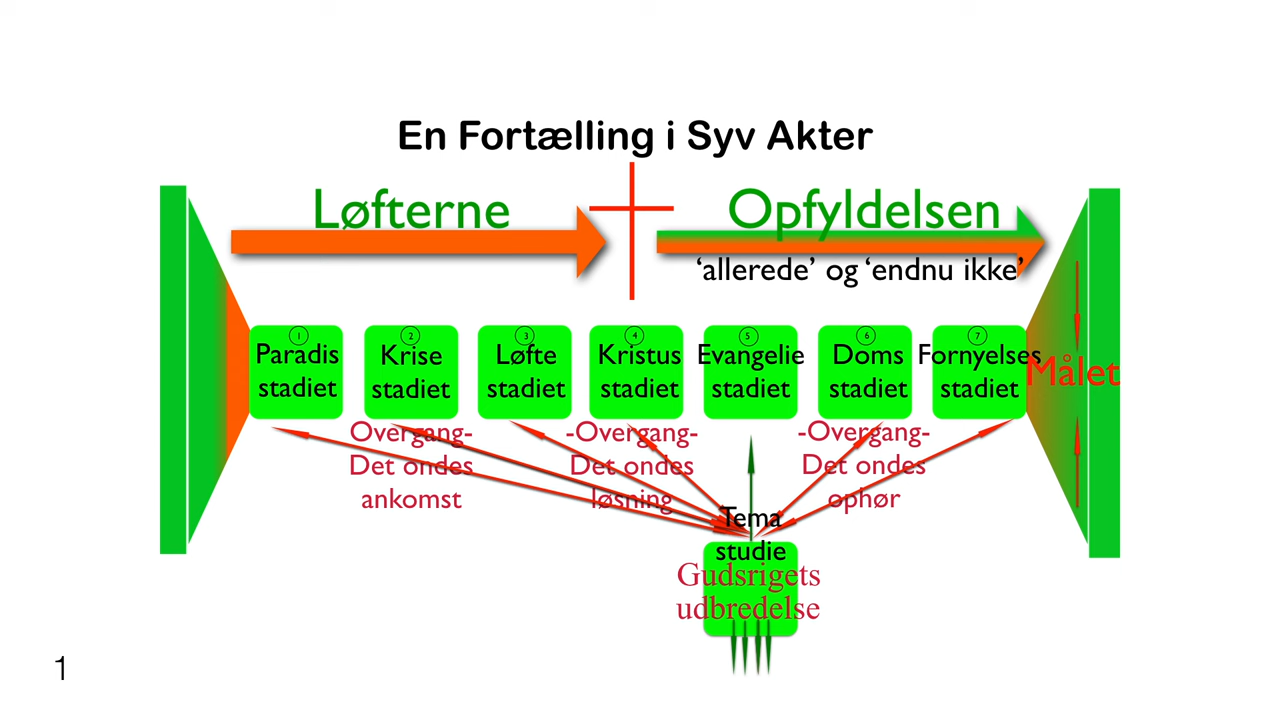 En Fortælling i Syv Akter
Løfterne
Opfyldelsen
‘allerede’ og ‘endnu ikke’
1
Paradis
stadiet
2
Krise
stadiet
3
Løfte
stadiet
4
Kristus
stadiet
5
Evangelie
stadiet
6
Doms
stadiet
7
Fornyelses
stadiet
Målet
Overgang-
Det ondes
ankomst
-Overgang-
Det ondes
løsning
-Overgang-
Det ondes
ophør
Tema
studie
Gudsrigets
udbredelse
1